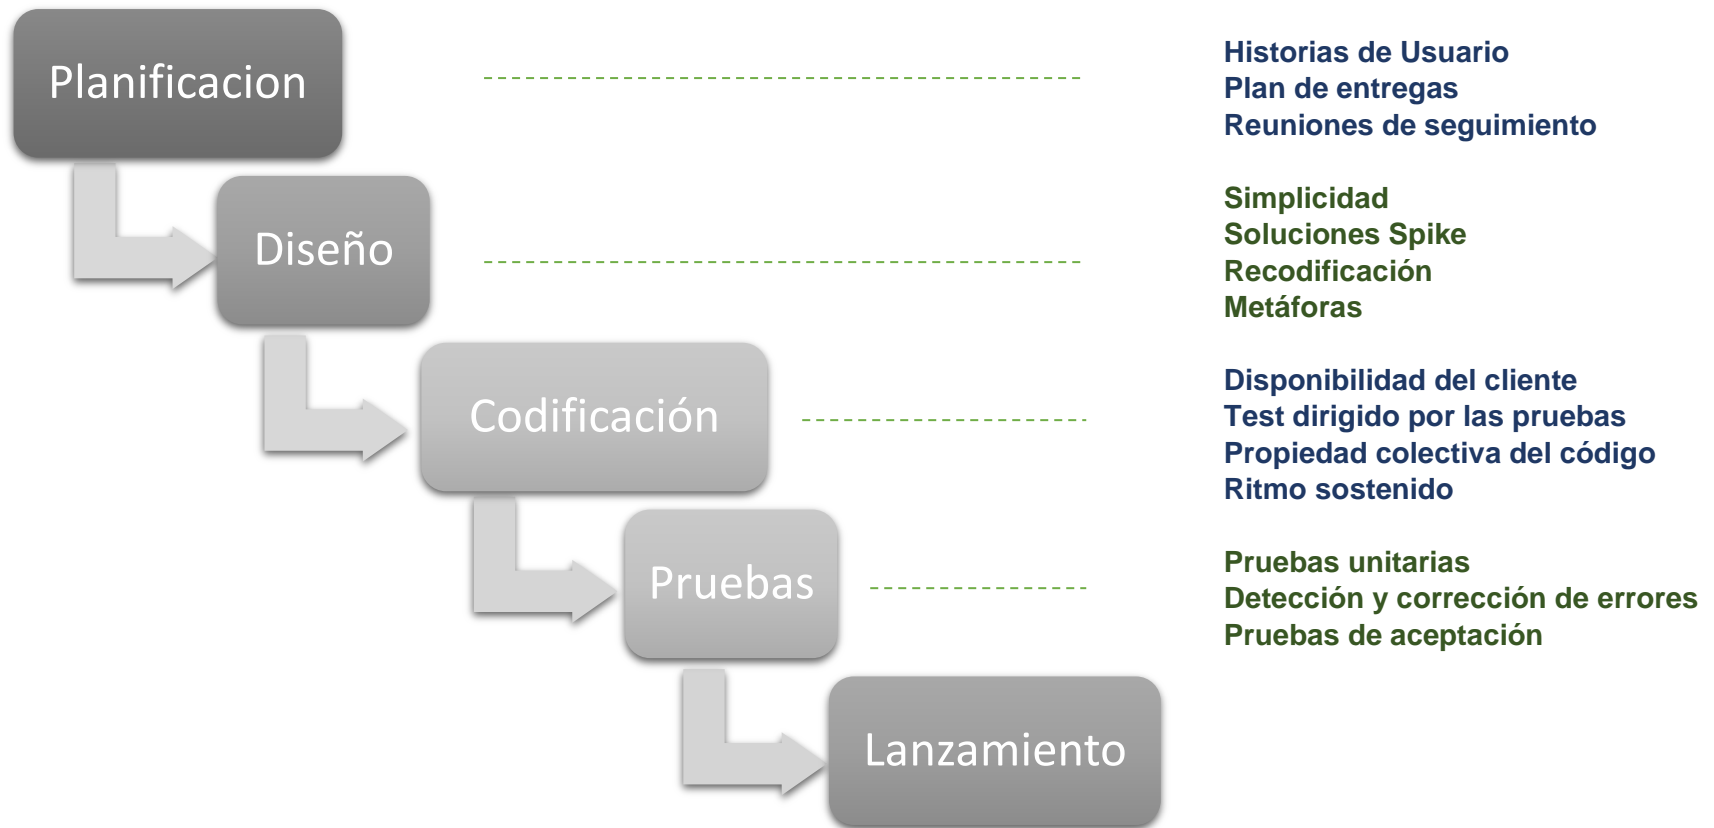 Planificacion
Historias de Usuario
Plan de entregas
Reuniones de seguimiento
Diseño
Simplicidad
Soluciones Spike
Recodificación
Metáforas
Codificación
Disponibilidad del cliente
Test dirigido por las pruebas
Propiedad colectiva del código
Ritmo sostenido
Pruebas
Pruebas unitarias
Detección y corrección de errores
Pruebas de aceptación
Lanzamiento